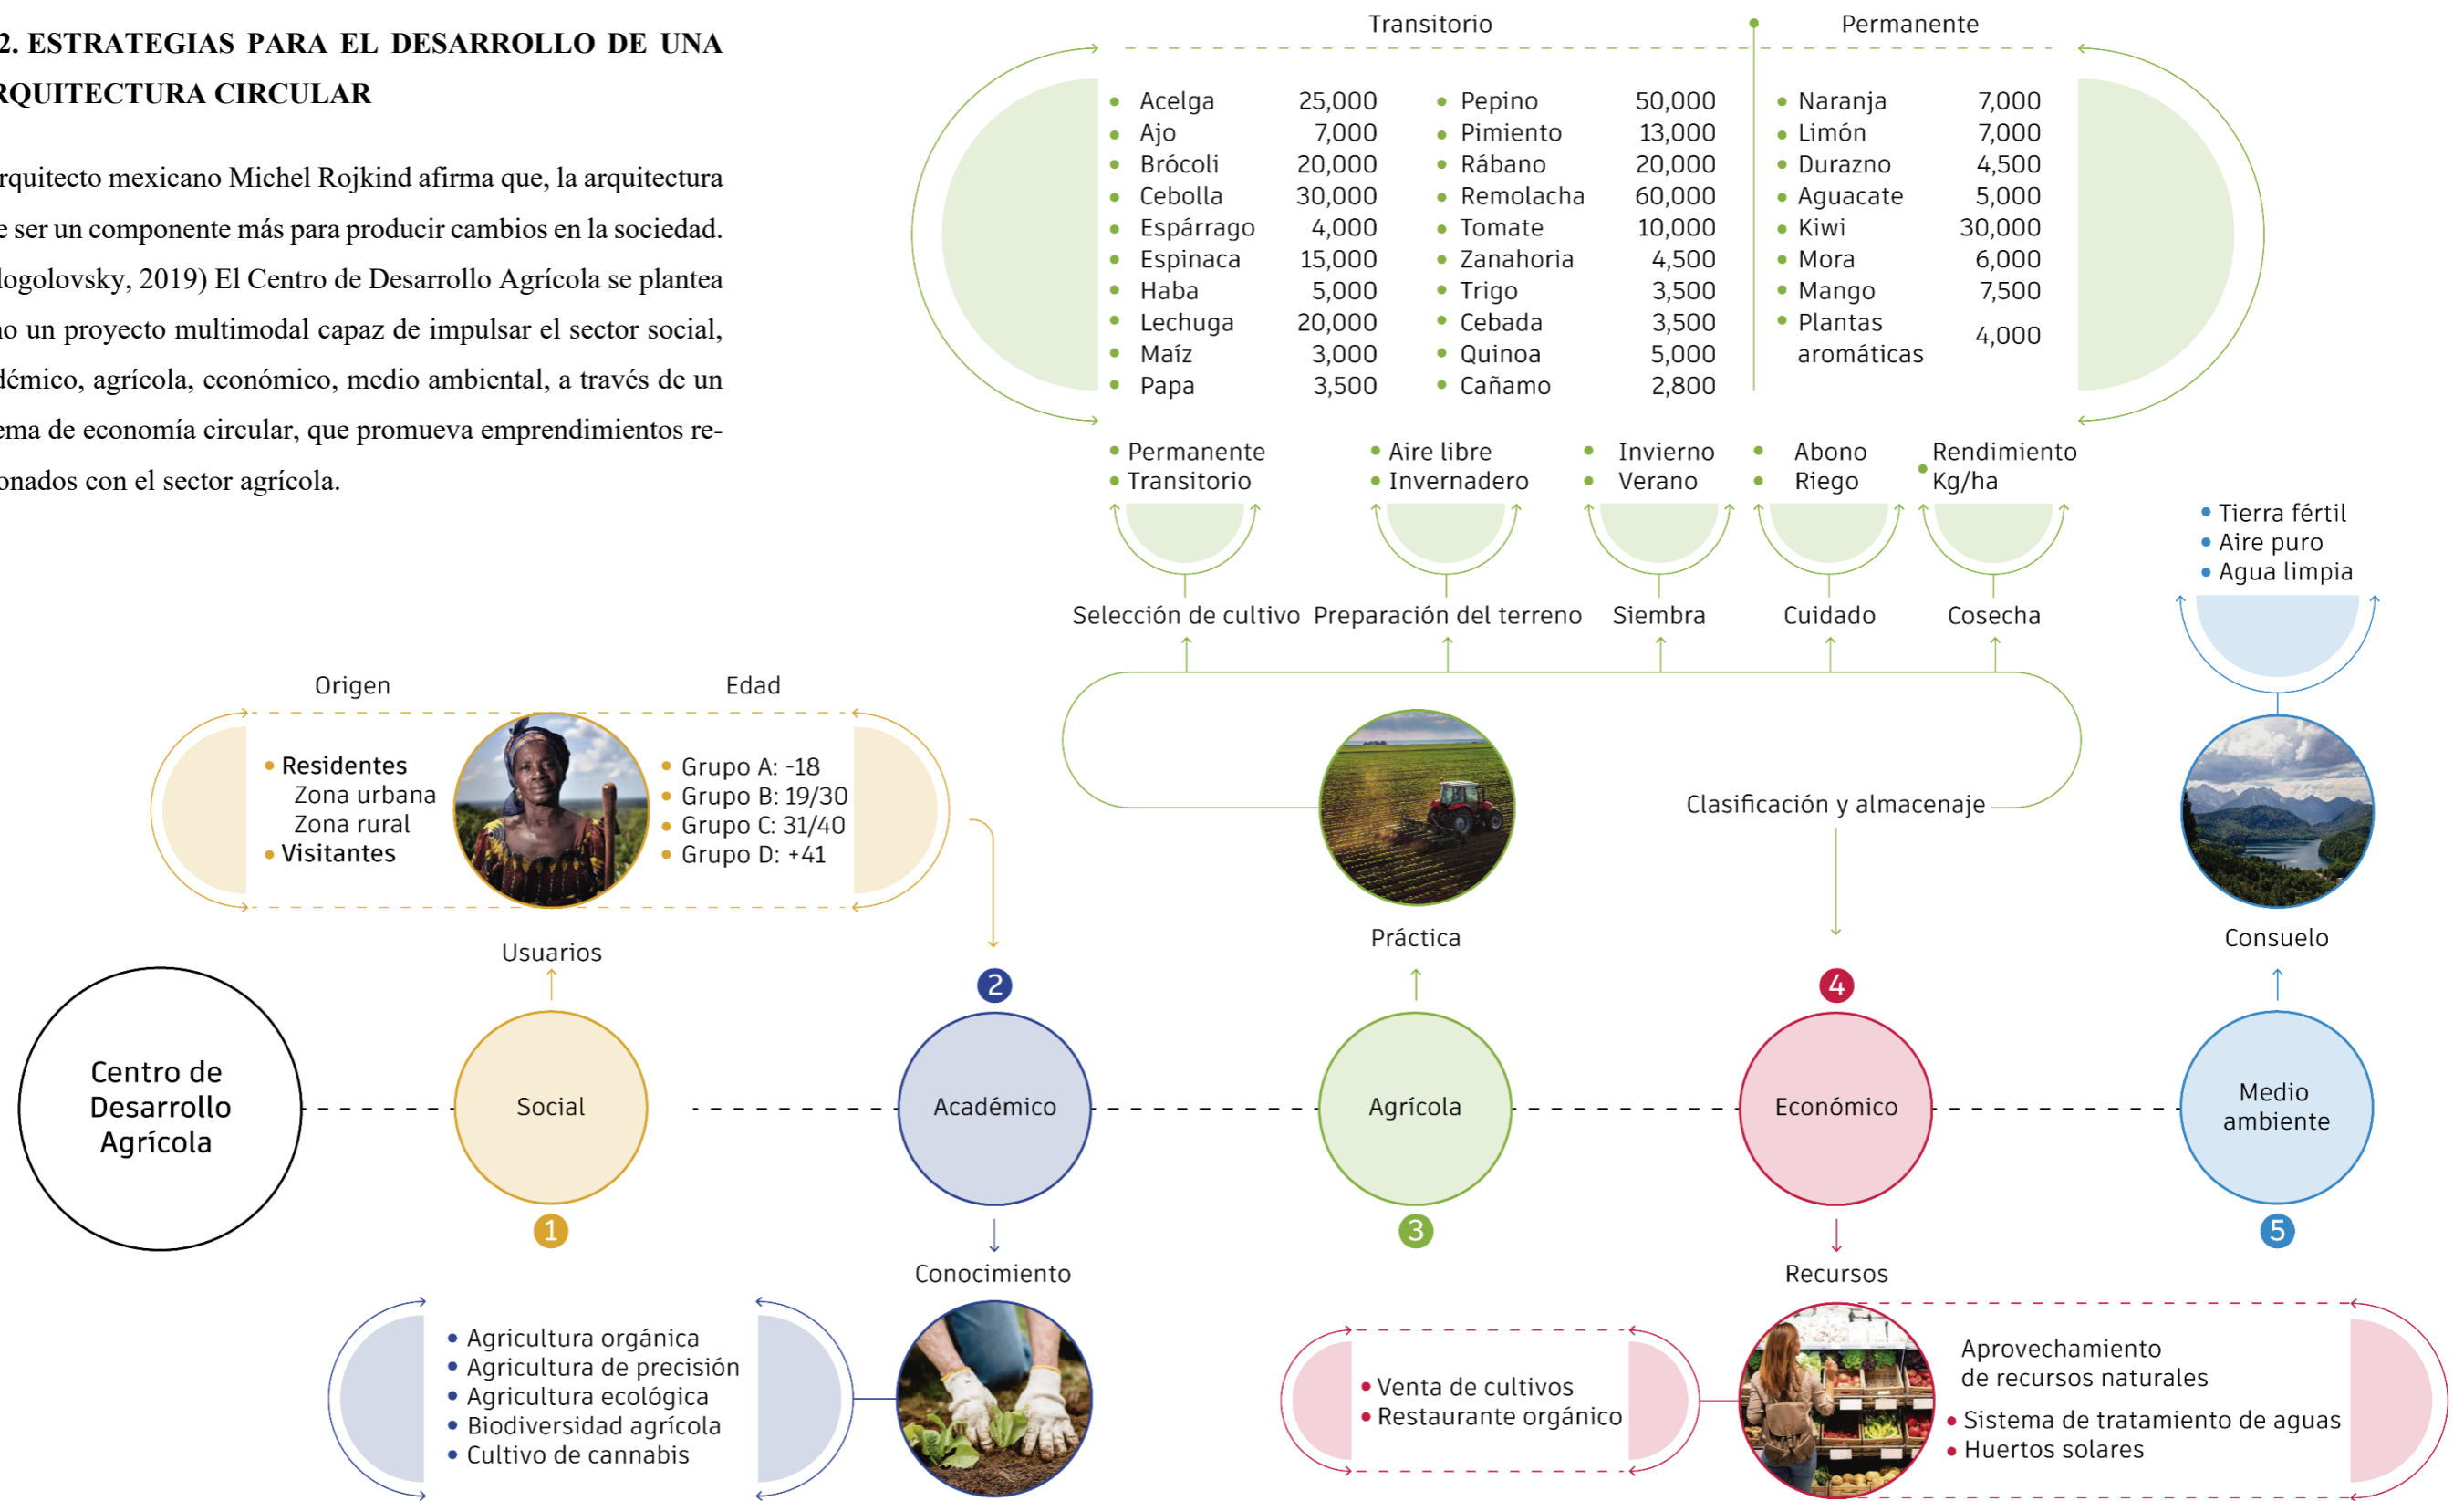 2. ESTRATEGIAS PARA EL DESARROLLO DE UNA
RQUITECTURA CIRCULAR
rquitecto mexicano Michel Rojkind afirma que, la arquitectura
e ser un componente más para producir cambios en la sociedad.
logolovsky, 2019) El Centro de Desarrollo Agrícola se plantea
no un proyecto multimodal capaz de impulsar el sector social,
démico, agrícola, económico, medio ambiental, a través de un
ema de economía circular, que promueva emprendimientos re-
onados con el sector agrícola.
Transitorio
Permanente
Acelga 25,000
Ajo 7,000
Brócoli 20,000
Cebolla 30,000
Espárrago 4,000
Espinaca 15,000
Haba 5,000
Lechuga 20,000
Maíz 3,000
Papa 3,500
Pepino 50,000
Pimiento 13,000
Rábano 20,000
Remolacha 60,000
Tomate 10,000
Zanahoria 4,500
Trigo 3,500
Cebada 3,500
Quinoa 5,000
Cañamo 2,800
Naranja 7,000
Limón 7,000
Durazno 4,500
Aguacate 5,000
Kiwi 30,000
Mora 6,000
Mango 7,500
Plantas
aromáticas 4,000
Permanente
Transitorio
Aire libre
Invernadero
Invierno
Verano
Abono
Riego
Rendimiento
Kg/ha
Selección de cultivo
Preparación del terreno
Siembra
Cuidado
Cosecha
Tierra fértil
Aire puro
Agua limpia
Origen
Edad
Residentes
Zona urbana
Zona rural
Visitantes
Grupo A: -18
Grupo B: 19/30
Grupo C: 31/40
Grupo D: +41
Clasificación y almacenaje
Usuarios
Práctica
Consuelo
2
4
Centro de
Desarrollo
Agrícola
Social
Académico
Agrícola
Económico
Medio
ambiente
1
3
5
Conocimiento
Recursos
Agricultura orgánica
Agricultura de precisión
Agricultura ecológica
Biodiversidad agrícola
Cultivo de cannabis
Venta de cultivos
Restaurante orgánico
Aprovechamiento
de recursos naturales
Sistema de tratamiento de aguas
Huertos solares